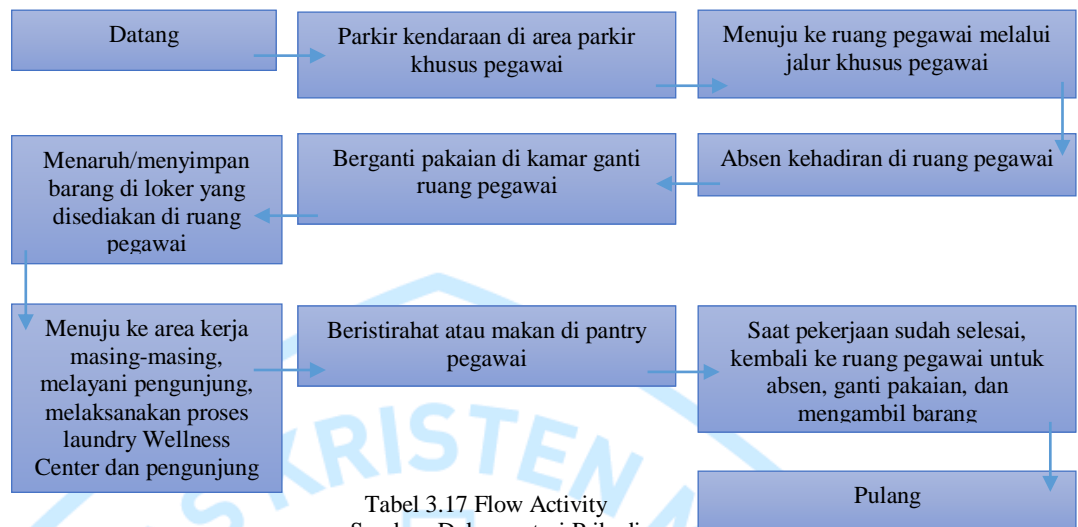 Datang
Parkir kendaraan di area parkir
khusus pegawai
Menuju ke ruang pegawai melalui
jalur khusus pegawai
Absen kehadiran di ruang pegawai
Berganti pakaian di kamar ganti
ruang pegawai
Menaruh/menyimpan
barang di loker yang
disediakan di ruang
pegawai
Menuju ke area kerja
masing-masing,
melayani pengunjung,
melaksanakan proses
laundry Wellness
Center dan pengunjung
Beristirahat atau makan di pantry
pegawai
Saat pekerjaan sudah selesai,
kembali ke ruang pegawai untuk
absen, ganti pakaian, dan
mengambil barang
Pulang
Tabel 3.17 Flow Activity
Sumber: Dokumentasi Pribadi
S KRISTEN